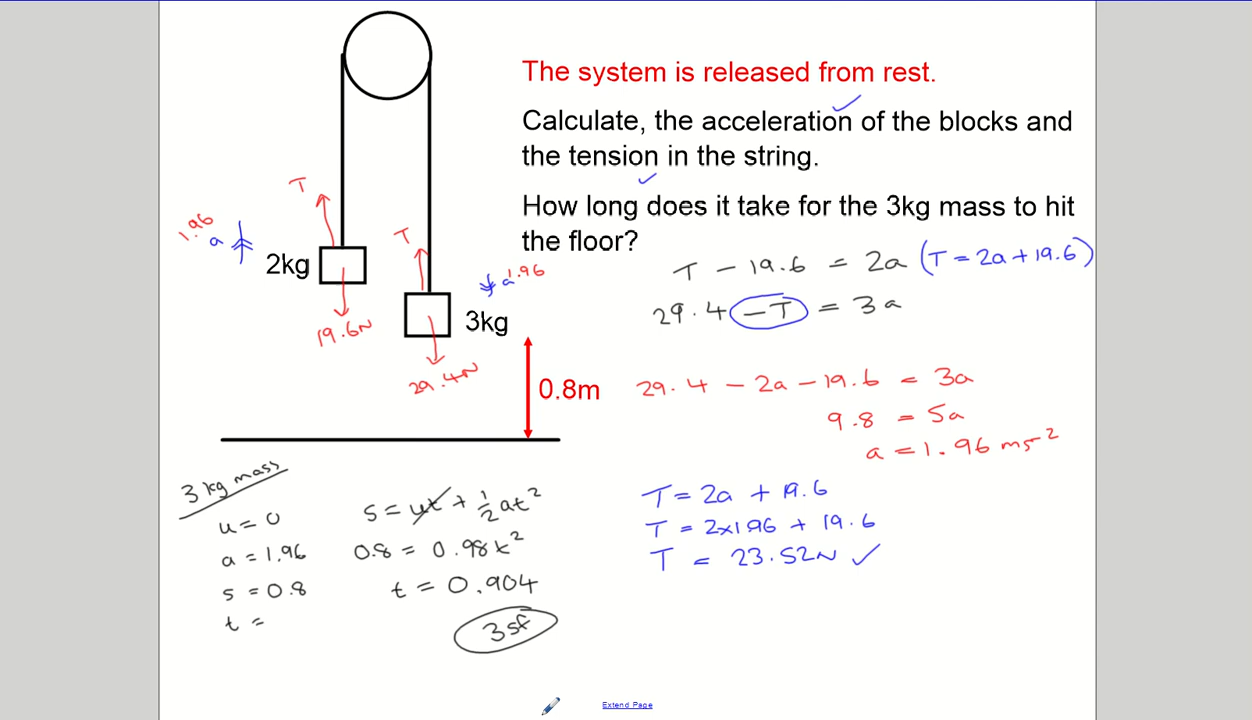 The system is released from rest.
Calculate, the acceleration of the blocks and
the tension in the string.
How long does it take for the 3kg mass to hit
the floor?
T
1.96
a
2kg
19.6N
T
a 1.96
3kg
29.4N
0.8m
T - 19.6 = 2a (T = 2a + 19.6)
29.4 - T = 3a
29.4 - 2a - 19.6 = 3a
9.8 = 5a
a = 1.96 ms⁻²
T = 2a + 19.6
T = 2x1.96 + 19.6
T = 23.52N ✓
3 kg mass
u = 0
a = 1.96
s = 0.8
t =
s = ut + ½at²
0.8 = 0.98t²
t = 0.904
3sf
Extend Page